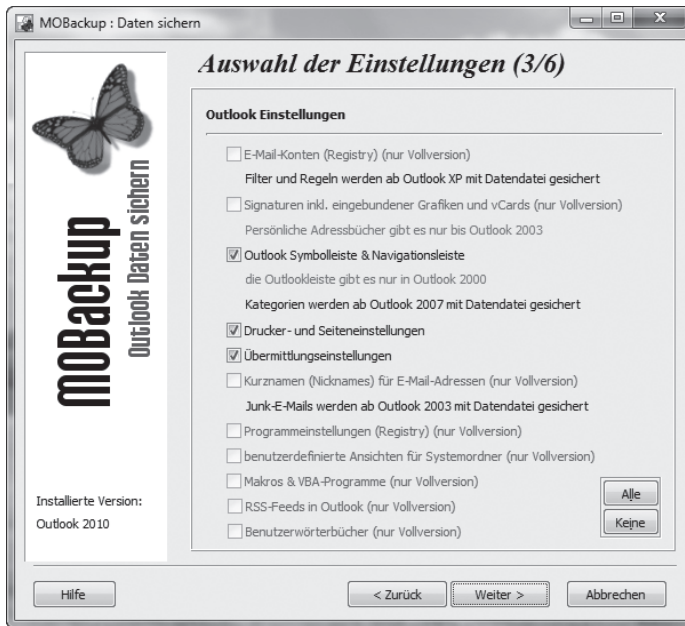 MOBackup : Daten sichern
Auswahl der Einstellungen (3/6)
MOBackup
Outlook Daten sichern
Installierte Version:
Outlook 2010
Outlook Einstellungen
E-Mail-Konten (Registry) (nur Vollversion)
Filter und Regeln werden ab Outlook XP mit Datendatei gesichert
Signaturen inkl. eingebundener Grafiken und vCards (nur Vollversion)
Persönliche Adressbücher gibt es nur bis Outlook 2003
Outlook Symbolleiste & Navigationsleiste
die Outlookleiste gibt es nur in Outlook 2000
Kategorien werden ab Outlook 2007 mit Datendatei gesichert
Drucker- und Seiteneinstellungen
Übermittlungseinstellungen
Kurznamen (Nicknames) für E-Mail-Adressen (nur Vollversion)
Junk-E-Mails werden ab Outlook 2003 mit Datendatei gesichert
Programmeinstellungen (Registry) (nur Vollversion)
benutzerdefinierte Ansichten für Systemordner (nur Vollversion)
Makros & VBA-Programme (nur Vollversion)
RSS-Feeds in Outlook (nur Vollversion)
Benutzerwörterbücher (nur Vollversion)
Alle
Keine
Hilfe
< Zurück
Weiter >
Abbrechen